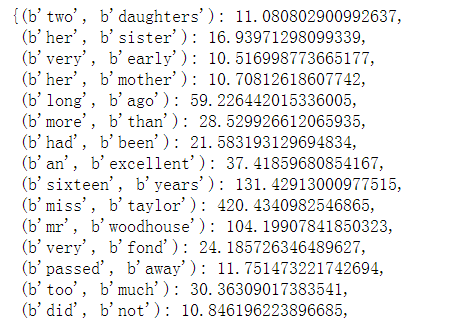 {(b'two', b'daughters'): 11.080802900992637,
(b'her', b'sister'): 16.93971298099339,
(b'very', b'early'): 10.516998773665177,
(b'her', b'mother'): 10.70812618607742,
(b'long', b'ago'): 59.226442015336005,
(b'more', b'than'): 28.529926612065935,
(b'had', b'been'): 21.583193129694834,
(b'an', b'excellent'): 37.41859680854167,
(b'sixteen', b'years'): 131.42913000977515,
(b'miss', b'taylor'): 420.4340982546865,
(b'mr', b'woodhouse'): 104.19907841850323,
(b'very', b'fond'): 24.185726346489627,
(b'passed', b'away'): 11.751473221742694,
(b'too', b'much'): 30.36309017383541,
(b'did', b'not'): 10.846196223896685,